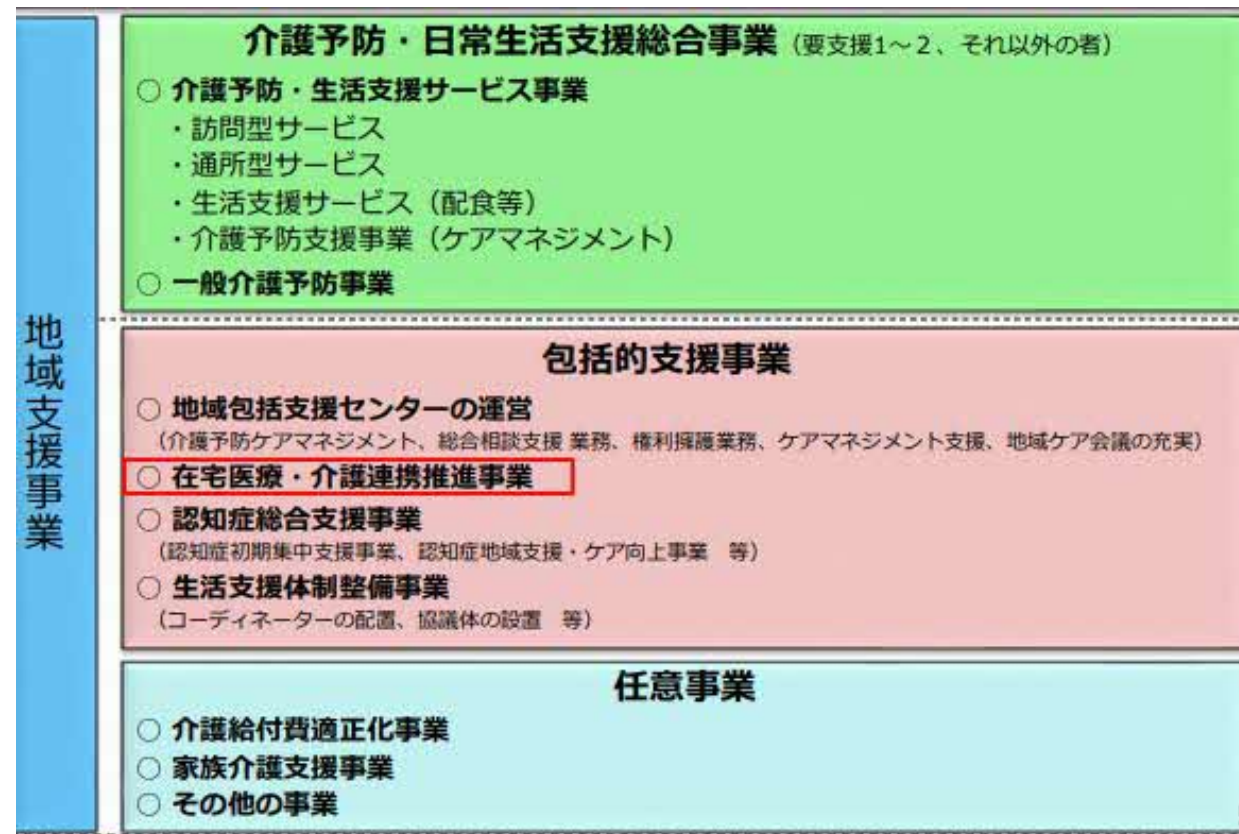 地域支援事業
介護予防・日常生活支援総合事業（要支援1～2、それ以外の者）
○ 介護予防・生活支援サービス事業
・訪問型サービス
・通所型サービス
・生活支援サービス（配食等）
・介護予防支援事業（ケアマネジメント）
○ 一般介護予防事業
包括的支援事業
○ 地域包括支援センターの運営
（介護予防ケアマネジメント、総合相談支援 業務、権利擁護業務、ケアマネジメント支援、地域ケア会議の充実）
○ 在宅医療・介護連携推進事業
○ 認知症総合支援事業
（認知症初期集中支援事業、認知症地域支援・ケア向上事業　等）
○ 生活支援体制整備事業
（コーディネーターの配置、協議体の設置　等）
任意事業
○ 介護給付費適正化事業
○ 家族介護支援事業
○ その他の事業